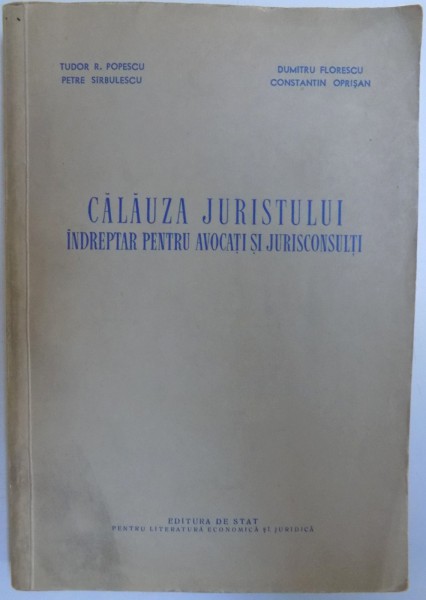 TUDOR R. POPESCU
PETRE SÎRBULESCU
DUMITRU FLORESCU
CONSTANTIN OPRIȘAN
CĂLĂUZA JURISTULUI
ÎNDREPTAR PENTRU AVOCAȚI ȘI JURISCONSULȚI
EDITURA DE STAT
PENTRU LITERATURĂ ECONOMICĂ ȘI JURIDICĂ